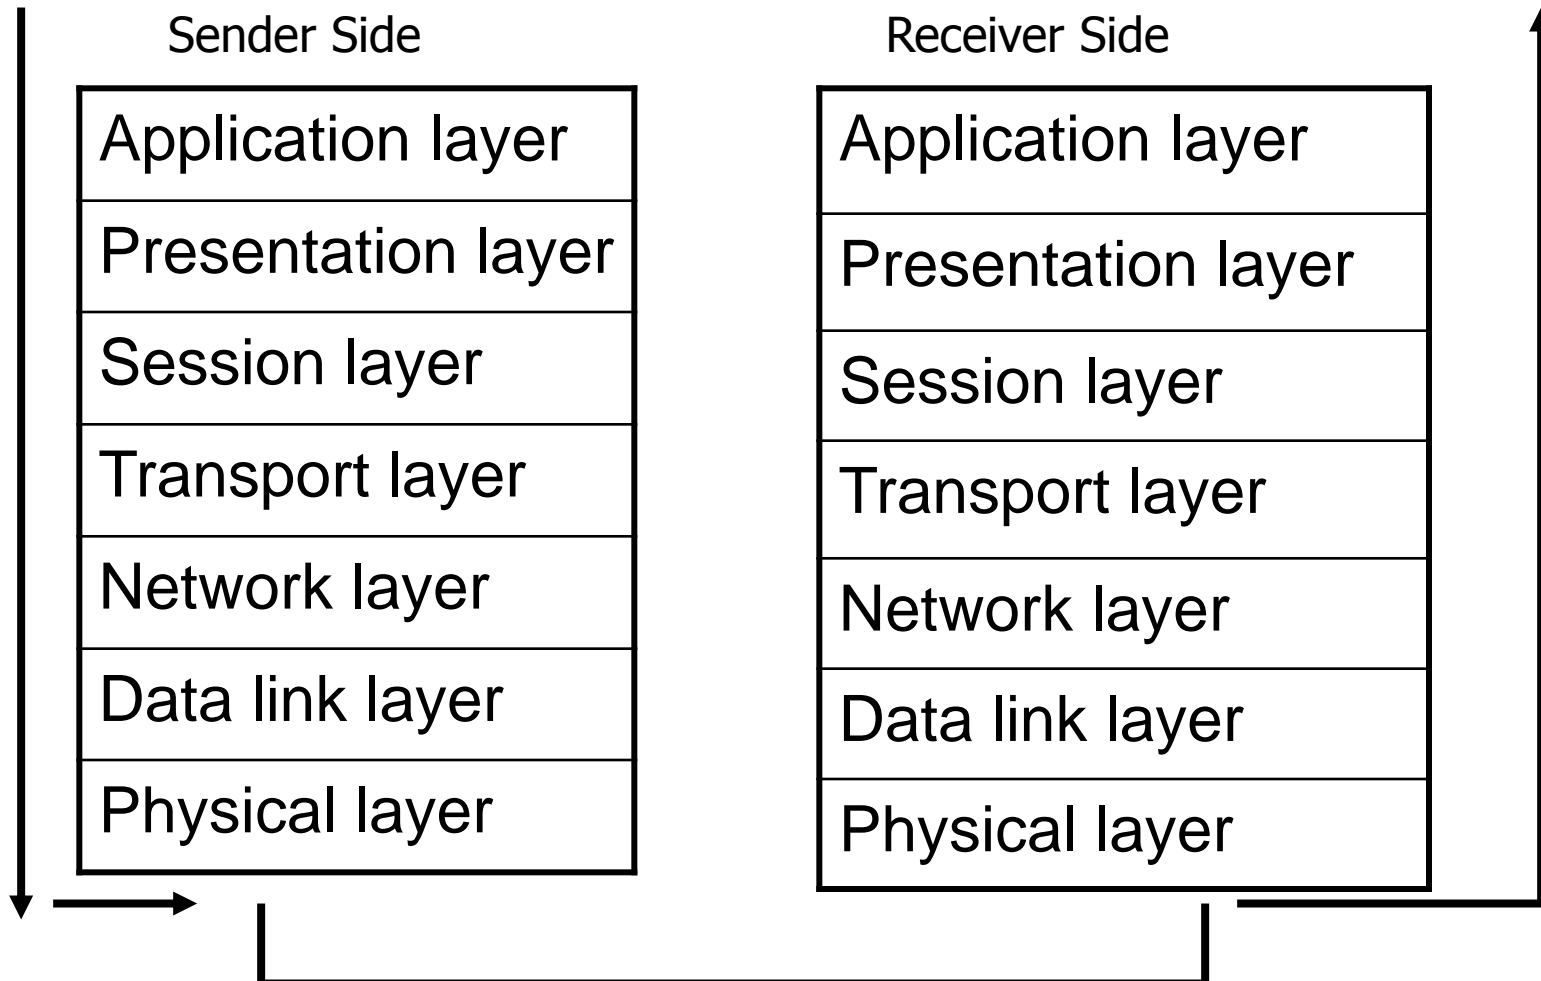 Sender Side
Application layer
Presentation layer
Session layer
Transport layer
Network layer
Data link layer
Physical layer
Receiver Side
Application layer
Presentation layer
Session layer
Transport layer
Network layer
Data link layer
Physical layer